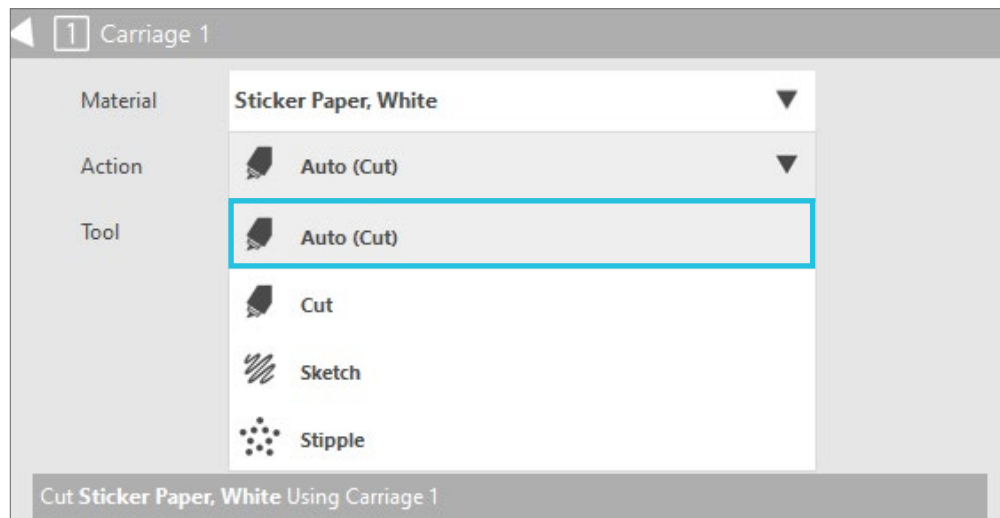 1 Carriage 1
Material Sticker Paper, White
Action Auto (Cut)
Tool Auto (Cut)
Cut
Sketch
Stipple
Cut Sticker Paper, White Using Carriage 1